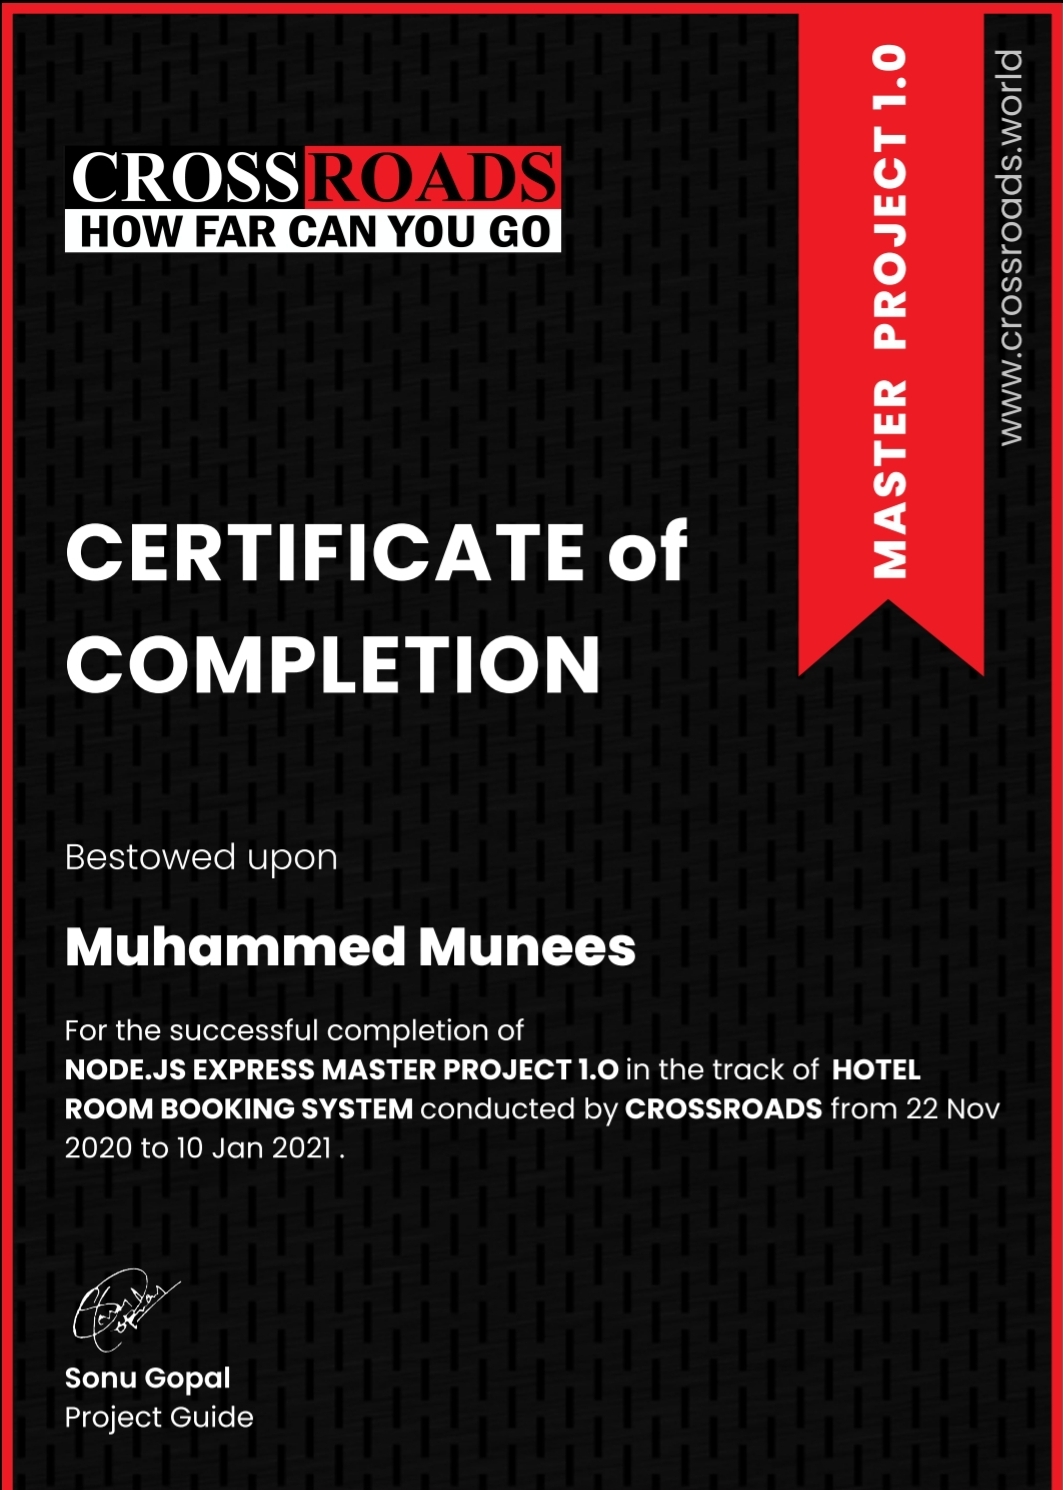 CROSSROADS
HOW FAR CAN YOU GO
MASTER PROJECT 1.0
www.crossroads.world
CERTIFICATE of
COMPLETION
Bestowed upon
Muhammed Munees
For the successful completion of
NODE.JS EXPRESS MASTER PROJECT 1.O in the track of HOTEL
ROOM BOOKING SYSTEM conducted by CROSSROADS from 22 Nov
2020 to 10 Jan 2021 .
Sonu Gopal
Sonu Gopal
Project Guide